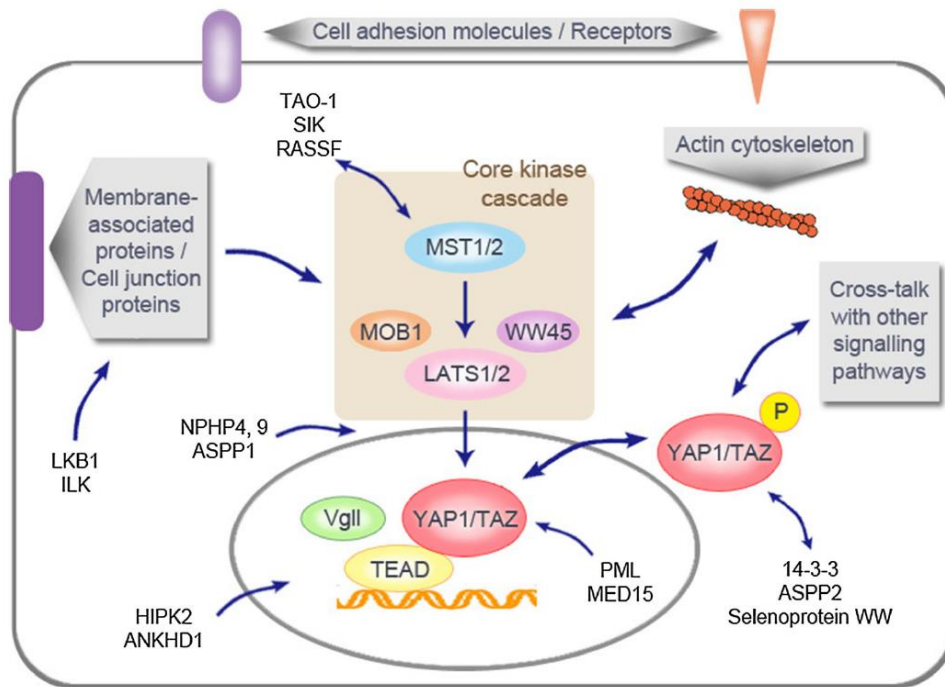 Cell adhesion molecules / Receptors
TAO-1
SIK
RASSF
Actin cytoskeleton
Core kinase
cascade
Membrane-
associated
proteins /
Cell junction
proteins
MST1/2
MOB1
WW45
LATS1/2
Cross-talk
with other
signalling
pathways
NPHP4, 9
ASPP1
LKB1
ILK
P
YAP1/TAZ
Vgll
YAP1/TAZ
TEAD
PML
MED15
14-3-3
ASPP2
Selenoprotein WW
HIPK2
ANKHD1